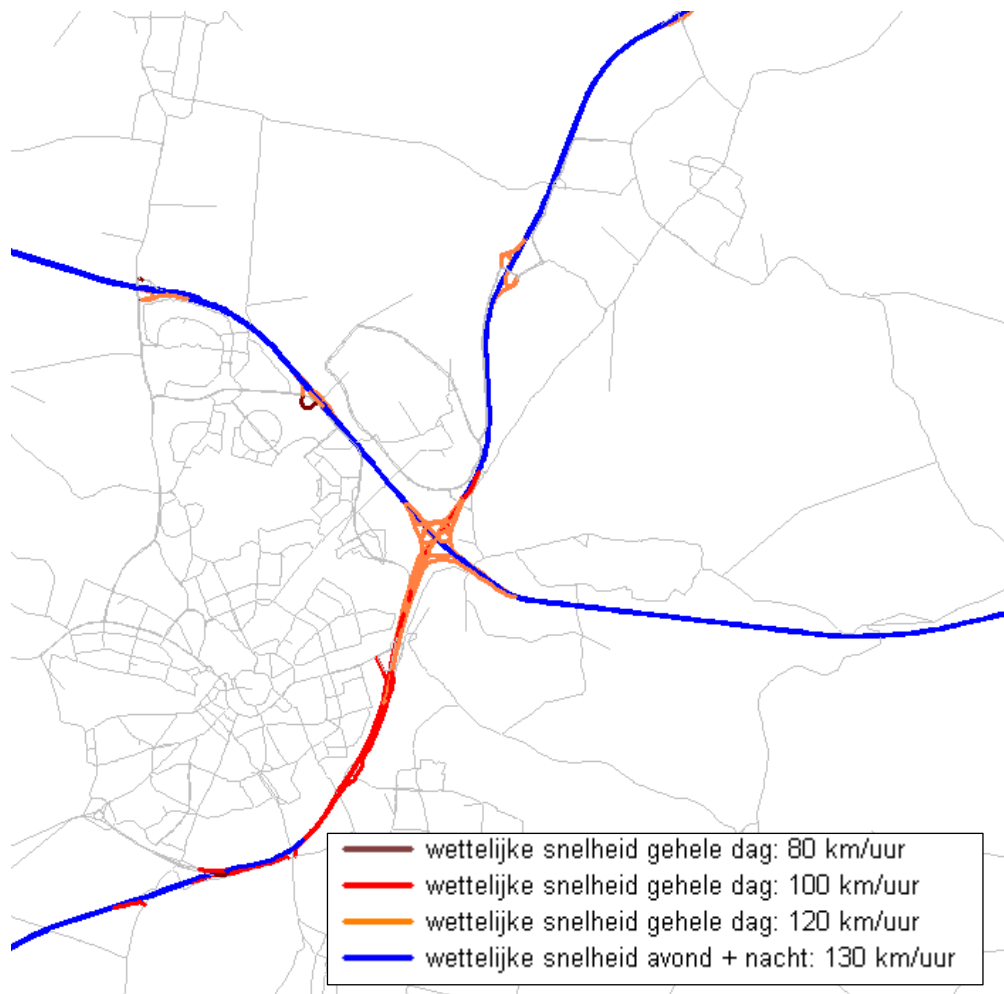 wettelijke snelheid gehele dag: 80 km/uur
wettelijke snelheid gehele dag: 100 km/uur
wettelijke snelheid gehele dag: 120 km/uur
wettelijke snelheid avond + nacht: 130 km/uur